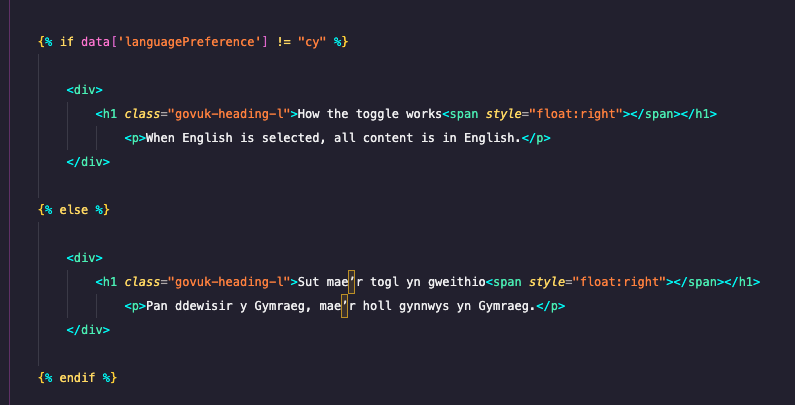 {% if data['languagePreference'] != "cy" %}
<div>
<h1 class="govuk-heading-l">How the toggle works<span style="float:right"></span></h1>
<p>When English is selected, all content is in English.</p>
</div>
{% else %}
<div>
<h1 class="govuk-heading-l">Sut mae’r togl yn gweithio<span style="float:right"></span></h1>
<p>Pan ddewisir y Gymraeg, mae’r holl gynnwys yn Gymraeg.</p>
</div>
{% endif %}